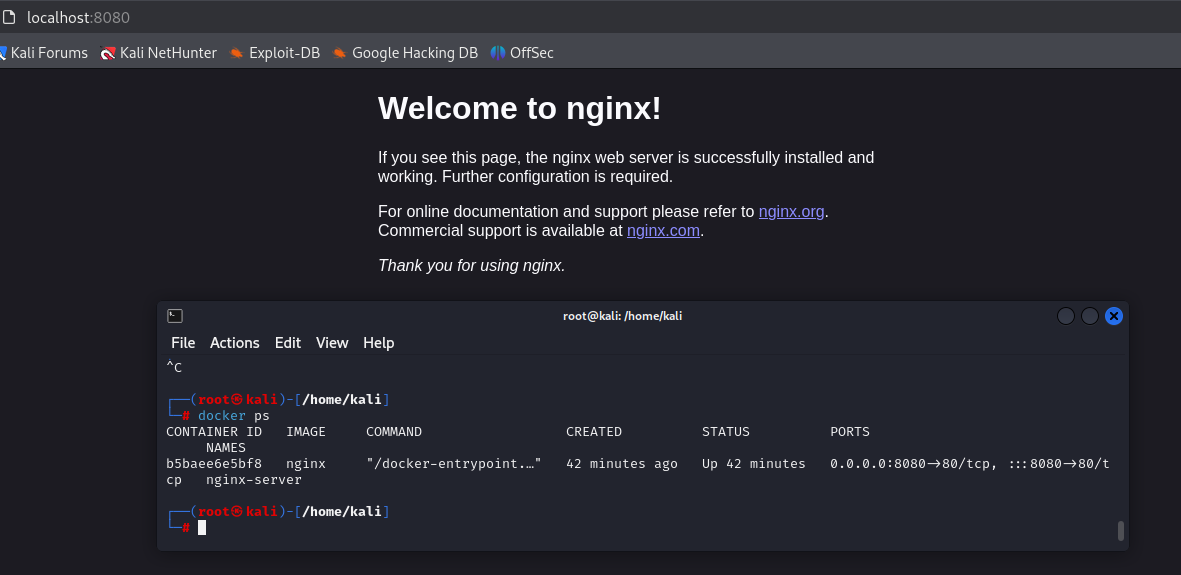 localhost:8080
Kali Forums Kali NetHunter Exploit-DB Google Hacking DB OffSec
Welcome to nginx!
If you see this page, the nginx web server is successfully installed and
working. Further configuration is required.
For online documentation and support please refer to nginx.org.
Commercial support is available at nginx.com.
Thank you for using nginx.
root@kali: /home/kali
File Actions Edit View Help
^C
┌──(root㉿kali)-[/home/kali]
└─# docker ps
CONTAINER ID   IMAGE     COMMAND                  CREATED          STATUS          PORTS
     NAMES
b5baee6e5bf8   nginx     "/docker-entrypoint.…"   42 minutes ago   Up 42 minutes   0.0.0.0:8080->80/tcp, :::8080->80/t
cp   nginx-server
┌──(root㉿kali)-[/home/kali]
└─#